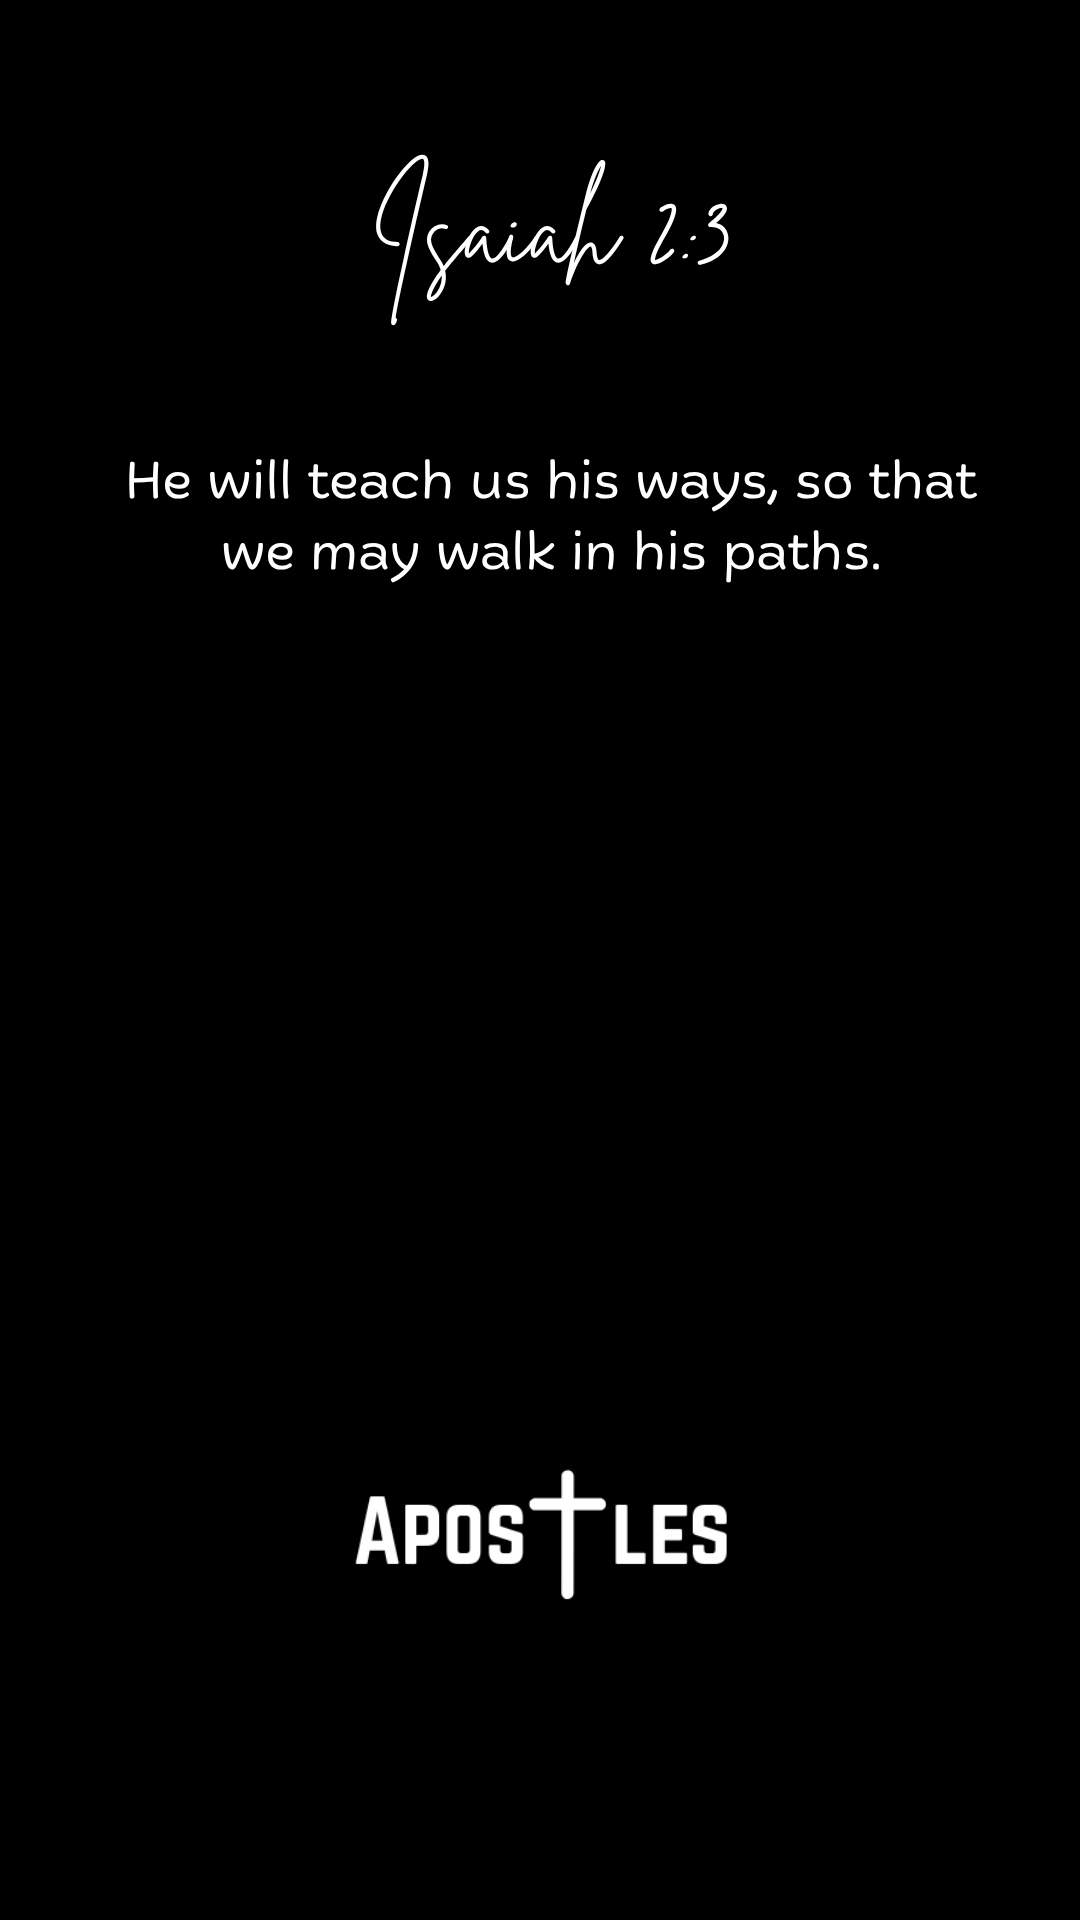 Isaiah 2:3
He will teach us his ways, so that
we may walk in his paths.
Apostles